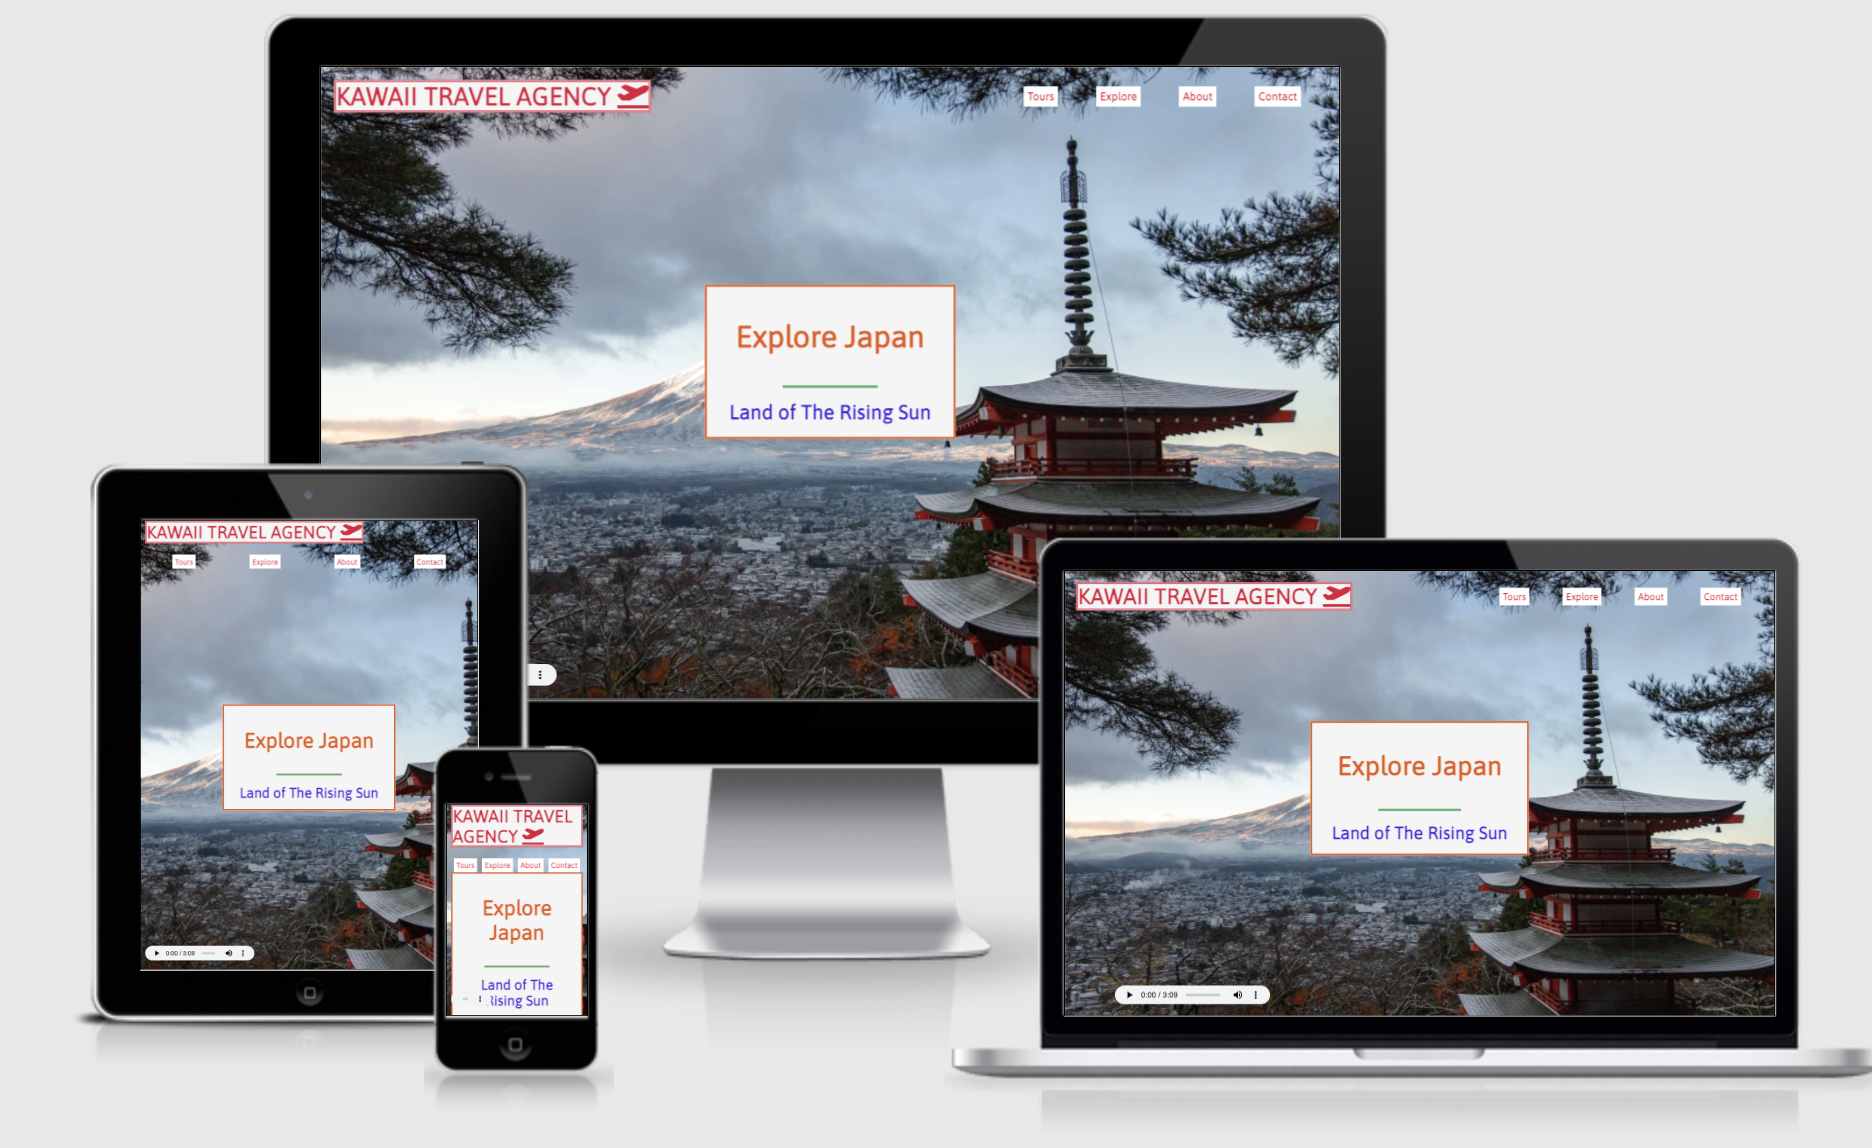 KAWAII TRAVEL AGENCY
Tours Explore About Contact
Explore Japan
Land of The Rising Sun
KAWAII TRAVEL AGENCY
Tours Explore About Contact
Explore Japan
Land of The Rising Sun
0:00 / 3:09
KAWAII TRAVEL
AGENCY
Tours Explore About Contact
Explore
Japan
Land of The
Rising Sun
KAWAII TRAVEL AGENCY
Tours Explore About Contact
Explore Japan
Land of The Rising Sun
0:00 / 3:09